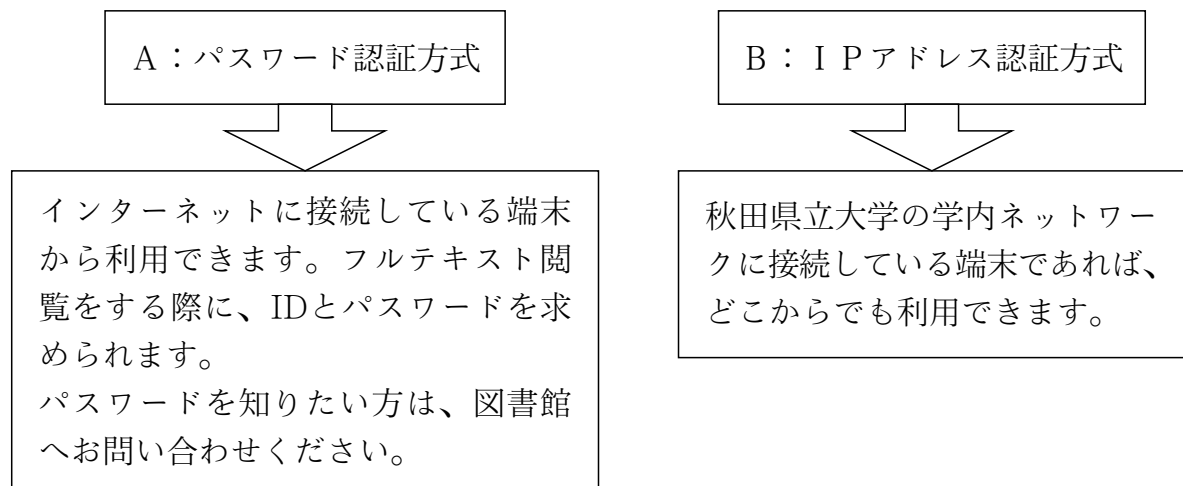 A：パスワード認証方式
インターネットに接続している端末
から利用できます。フルテキスト閲
覧をする際に、IDとパスワードを求
められます。
パスワードを知りたい方は、図書館
へお問い合わせください。
B：ＩＰアドレス認証方式
秋田県立大学の学内ネットワー
クに接続している端末であれば、
どこからでも利用できます。